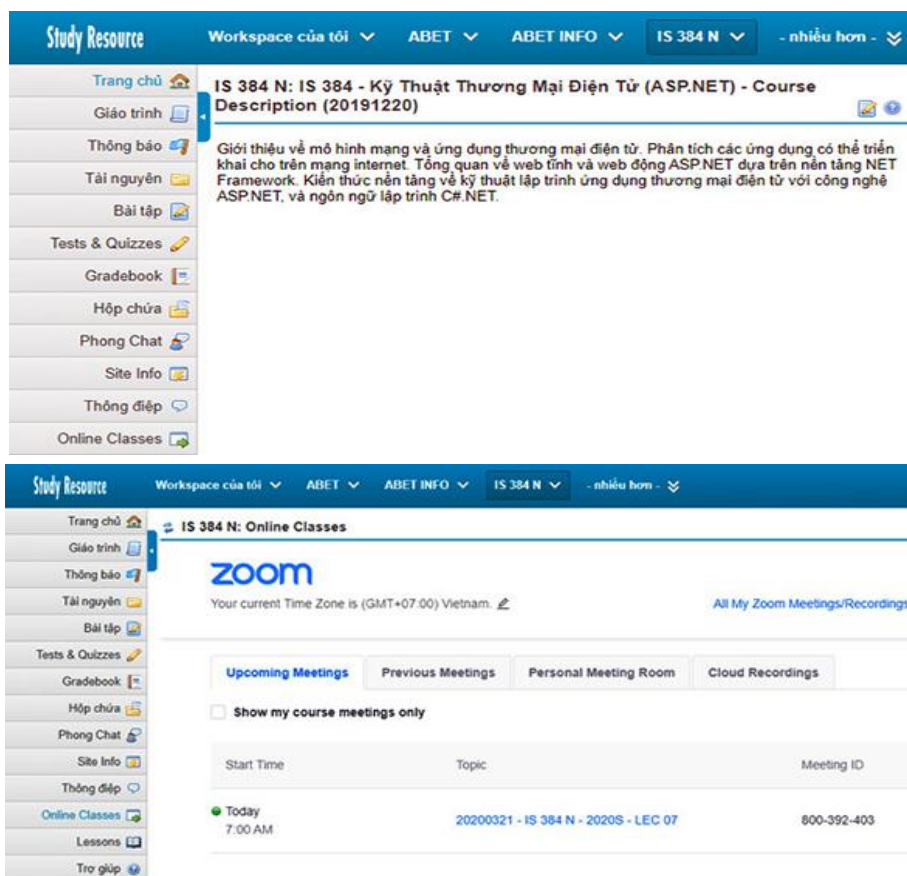 Study Resource
Workspace của tôi ABET ABET INFO IS 384 N - nhiều hơn -
Trang chủ
Giáo trình
Thông báo
Tài nguyên
Bài tập
Tests & Quizzes
Gradebook
Hộp chứa
Phong Chat
Site Info
Thông điệp
Online Classes
IS 384 N: IS 384 - Kỹ Thuật Thương Mại Điện Tử (ASP.NET) - Course
Description (20191220)
Giới thiệu về mô hình mạng và ứng dụng thương mại điện tử. Phân tích các ứng dụng có thể triển
khai cho trên mạng internet. Tổng quan về web tĩnh và web động ASP.NET dựa trên nền tảng NET
Framework. Kiến thức nền tảng về kỹ thuật lập trình ứng dụng thương mại điện tử với công nghệ
ASP.NET, và ngôn ngữ lập trình C#.NET.
Study Resource
Workspace của tôi ABET ABET INFO IS 384 N - nhiều hơn -
Trang chủ
Giáo trình
Thông báo
Tài nguyên
Bài tập
Tests & Quizzes
Gradebook
Hộp chứa
Phong Chat
Site Info
Thông điệp
Online Classes
Lessons
Trợ giúp
IS 384 N: Online Classes
zoom
Your current Time Zone is (GMT+07:00) Vietnam.
All My Zoom Meetings/Recordings
Upcoming Meetings Previous Meetings Personal Meeting Room Cloud Recordings
Show my course meetings only
Start Time Topic Meeting ID
Today
7:00 AM
20200321 - IS 384 N - 2020S - LEC 07 800-392-403